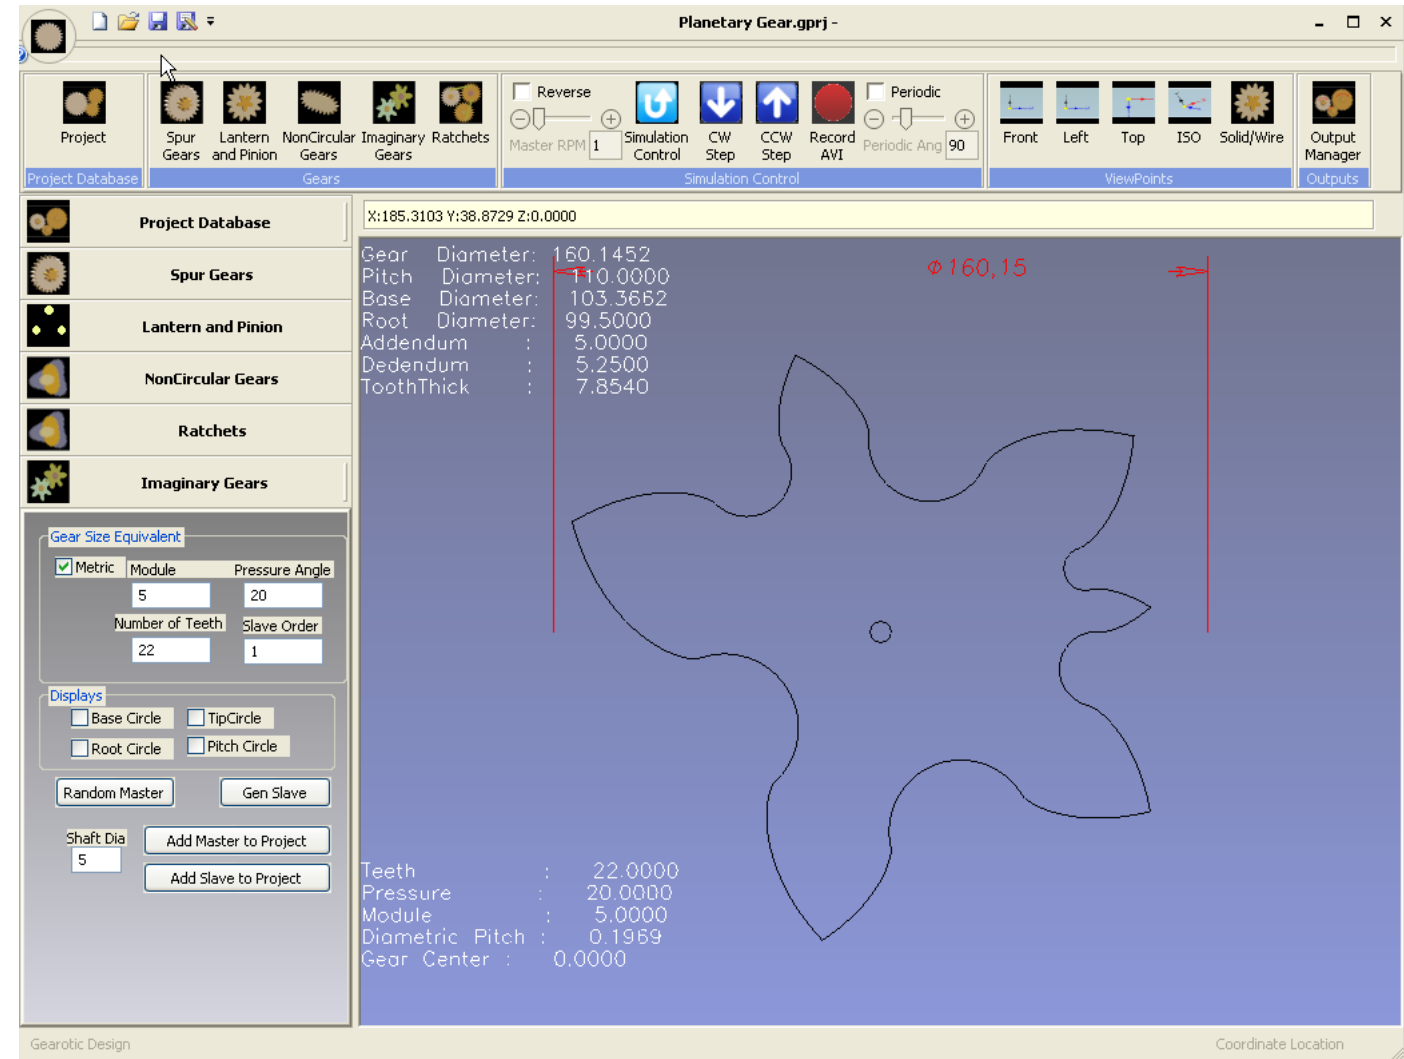 Planetary Gear.gprj -
Project
Spur Gears
Lantern and Pinion
NonCircular Gears
Imaginary Gears
Ratchets
Reverse
Master RPM 1
Simulation Control
CW Step
CCW Step
Record AVI
Periodic
Periodic Ang 90
Front
Left
Top
ISO
Solid/Wire
Output Manager
Project Database
Gears
Simulation Control
ViewPoints
Outputs
Project Database
X:185.3103 Y:38.8729 Z:0.0000
Spur Gears
Lantern and Pinion
NonCircular Gears
Ratchets
Imaginary Gears
Gear Size Equivalent
Metric
Module
Pressure Angle
5
20
Number of Teeth
Slave Order
22
1
Displays
Base Circle
TipCircle
Root Circle
Pitch Circle
Random Master
Gen Slave
Shaft Dia
5
Add Master to Project
Add Slave to Project
Gear Diameter: 160.1452
Pitch Diameter: 110.0000
Base Diameter: 103.3662
Root Diameter: 99.5000
Addendum : 5.0000
Dedendum : 5.2500
ToothThick : 7.8540
Φ160,15
Teeth : 22.0000
Pressure : 20.0000
Module : 5.0000
Diametric Pitch : 0.1969
Gear Center : 0.0000
Gearotic Design
Coordinate Location